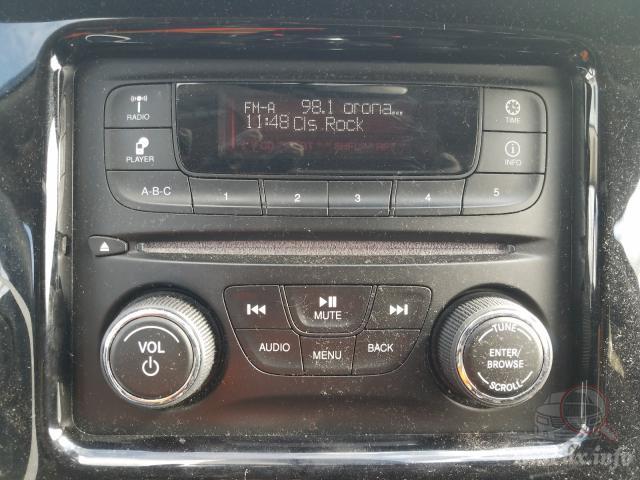 FM-A 98.1 orona...
11:48 Cls Rock
RADIO
TIME
PLAYER
INFO
A-B-C 1 2 3 4 5
MUTE
VOL
AUDIO MENU BACK
TUNE
ENTER/
BROWSE
SCROLL